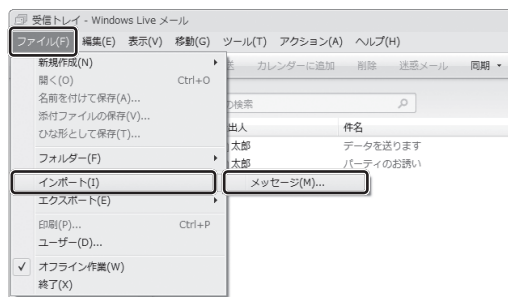 受信トレイ - Windows Live メール
ファイル(F) 編集(E) 表示(V) 移動(G) ツール(T) アクション(A) ヘルプ(H)
新規作成(N)
カレンダーに追加 削除 迷惑メール 同期
開く(O) Ctrl+O
名前を付けて保存(A)...
の検索
添付ファイルの保存(V)...
出人 件名
ひな形として保存(T)...
太郎 データを送ります
フォルダー(F)
太郎 パーティのお誘い
インポート(I) メッセージ(M)...
エクスポート(E)
印刷(P)... Ctrl+P
ユーザー(D)...
オフライン作業(W)
終了(X)